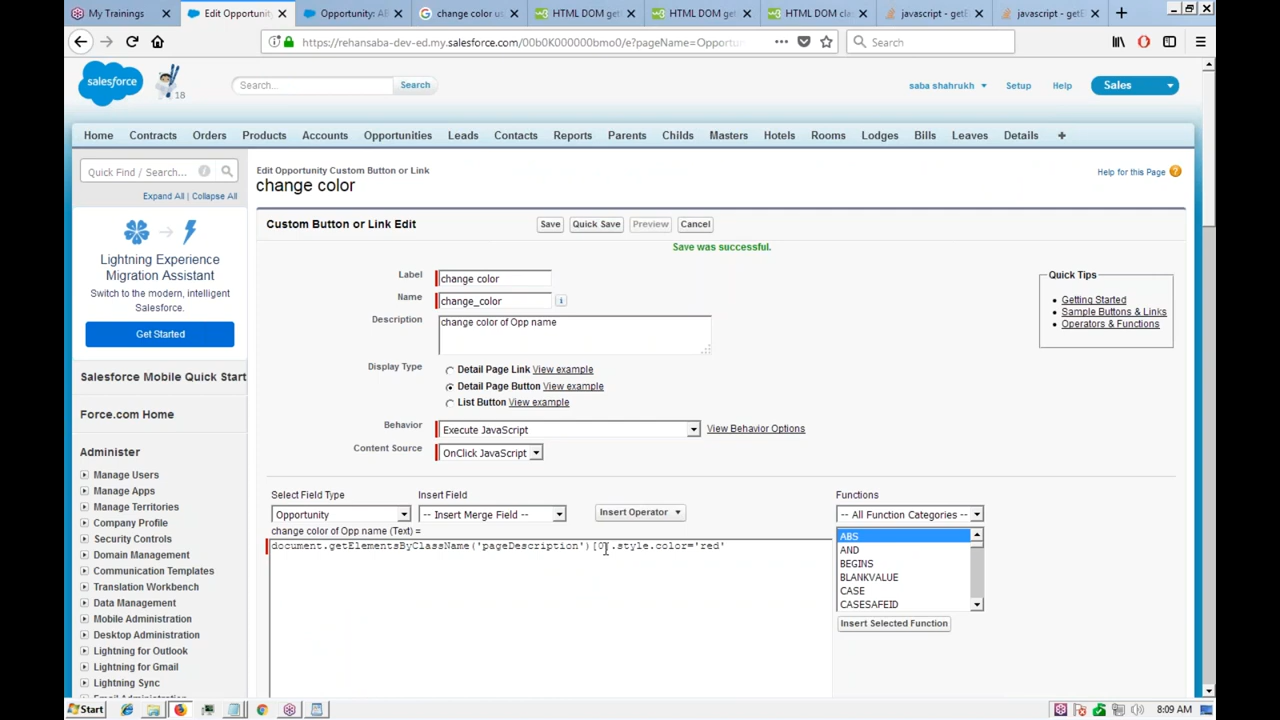 My Trainings
Edit Opportunity
Opportunity: Al
change color us
HTML DOM get
HTML DOM get
HTML DOM clas
javascript - getE
javascript - getE
https://rehansaba-dev-ed.my.salesforce.com/00b0K00000bmo0/e?pageName=Opportu
Search
salesforce
18
Search...
Search
saba shahrukh
Setup
Help
Sales
Home Contracts Orders Products Accounts Opportunities Leads Contacts Reports Parents Childs Masters Hotels Rooms Lodges Bills Leaves Details +
Quick Find / Search...
Expand All | Collapse All
Lightning Experience
Migration Assistant
Switch to the modern, intelligent
Salesforce.
Get Started
Salesforce Mobile Quick Start
Force.com Home
Administer
Manage Users
Manage Apps
Manage Territories
Company Profile
Security Controls
Domain Management
Communication Templates
Translation Workbench
Data Management
Mobile Administration
Desktop Administration
Lightning for Outlook
Lightning for Gmail
Lightning Sync
Email Administration
Edit Opportunity Custom Button or Link
change color
Help for this Page
Custom Button or Link Edit
Save Quick Save Preview Cancel
Save was successful.
Label change color
Name change_color
Description change color of Opp name
Display Type
Detail Page Link View example
Detail Page Button View example
List Button View example
Behavior Execute JavaScript View Behavior Options
Content Source OnClick JavaScript
Quick Tips
Getting Started
Sample Buttons & Links
Operators & Functions
Select Field Type
Insert Field
Functions
Opportunity
-- Insert Merge Field --
Insert Operator
-- All Function Categories --
change color of Opp name (Text) =
document.getElementsByClassName('pageDescription')[0].style.color='red'
ABS
AND
BEGINS
BLANKVALUE
CASE
CASESAFEID
Insert Selected Function
Start
8:09 AM